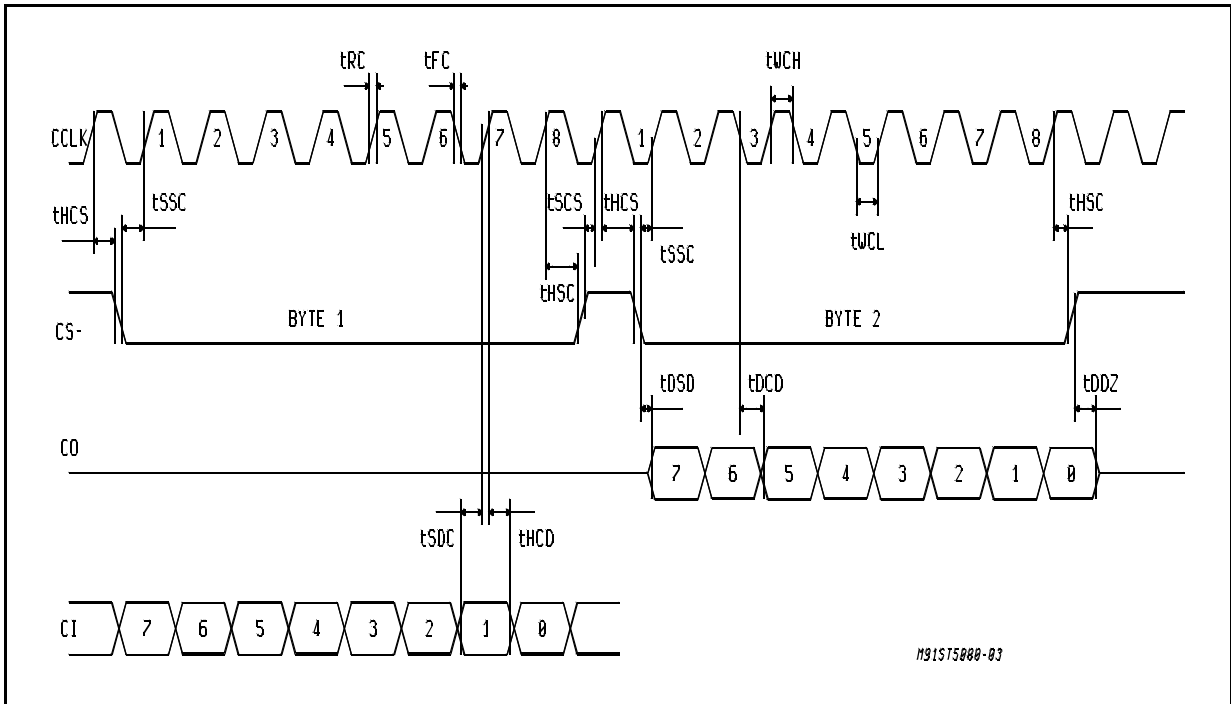 tRC tFC tWCH
CCLK 1 2 3 4 5 6 7 8 1 2 3 4 5 6 7 8
tHCS tSSC tSCS tHCS tSSC tWCL tHSC
tHSC
CS- BYTE 1 BYTE 2
tDSD tDCD tDDZ
CO
7 6 5 4 3 2 1 0
tSDC tHCD
CI 7 6 5 4 3 2 1 0
M91ST5080-03